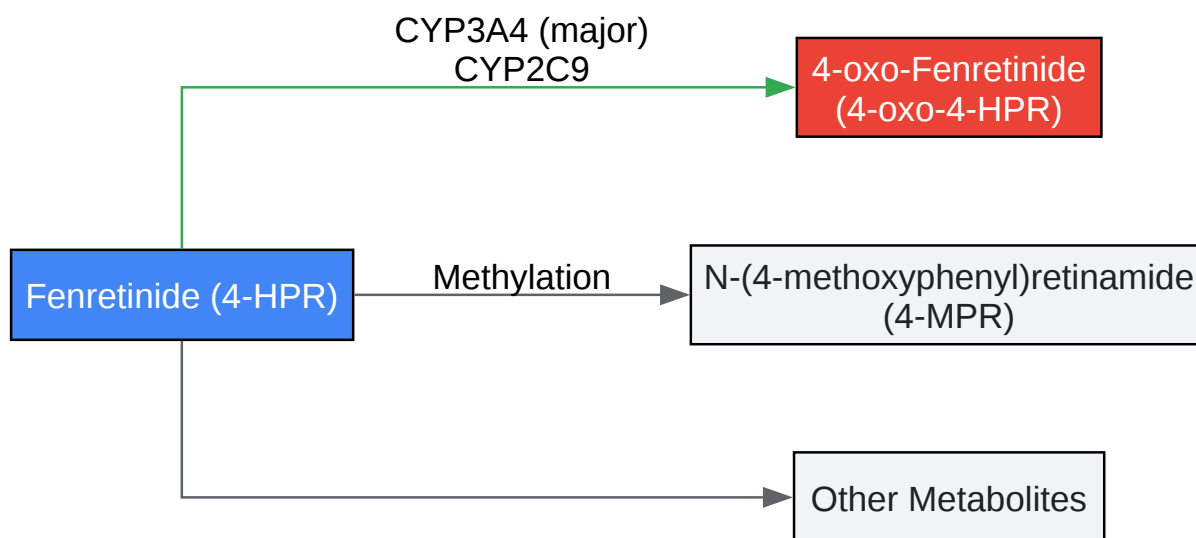 CYP3A4 (major)
CYP2C9
4-oxo-Fenretinide
(4-oxo-4-HPR)
Fenretinide (4-HPR)
Methylation
N-(4-methoxyphenyl)retinamide
(4-MPR)
Other Metabolites